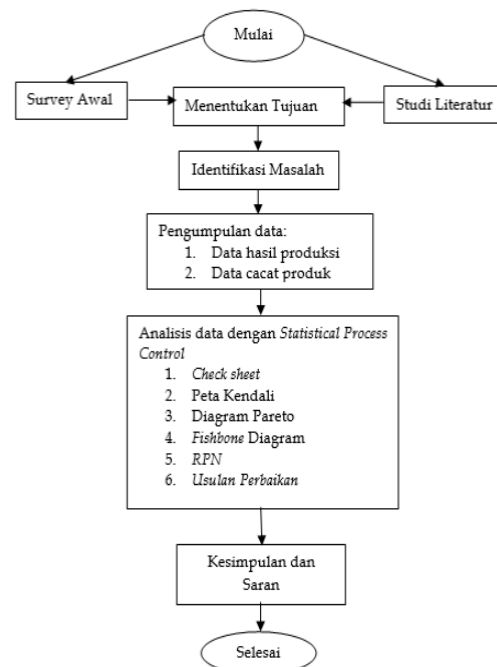 Mulai
Survey Awal
Menentukan Tujuan
Studi Literatur
Identifikasi Masalah
Pengumpulan data:
1. Data hasil produksi
2. Data cacat produk
Analisis data dengan Statistical Process
Control
1. Check sheet
2. Peta Kendali
3. Diagram Pareto
4. Fishbone Diagram
5. RPN
6. Usulan Perbaikan
Kesimpulan dan
Saran
Selesai